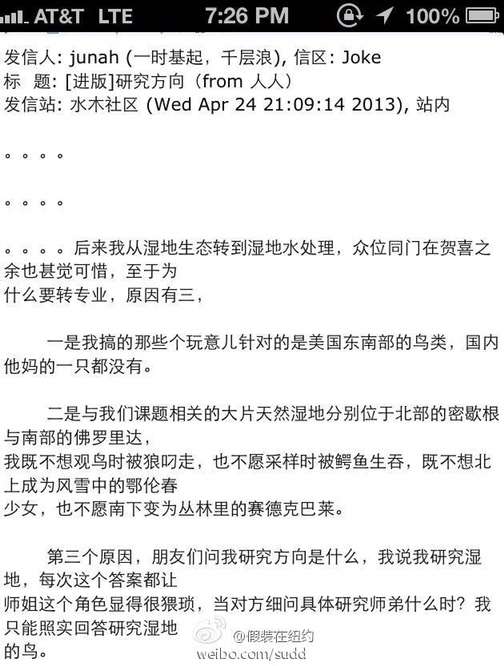 AT&T LTE 7:26 PM 100%
发信人: junah (一时基起，千层浪), 信区: Joke
标 题: [进版]研究方向（from 人人）
发信站: 水木社区 (Wed Apr 24 21:09:14 2013), 站内
。。。。
。。。。
。。。。后来我从湿地生态转到湿地水处理，众位同门在贺喜之
余也甚觉可惜，至于为
什么要转专业，原因有三，
一是我搞的那些个玩意儿针对的是美国东南部的鸟类，国内
他妈的一只都没有。
二是与我们课题相关的大片天然湿地分别位于北部的密歇根
与南部的佛罗里达，
我既不想观鸟时被狼叼走，也不愿采样时被鳄鱼生吞，既不想北
上成为风雪中的鄂伦春
少女，也不愿南下变为丛林里的赛德克巴莱。
第三个原因，朋友们问我研究方向是什么，我说我研究湿
地，每次这个答案都让
师姐这个角色显得很猥琐，当对方细问具体研究师弟什么时？我
只能照实回答研究湿地
的鸟。
@假装在纽约
weibo.com/sudd